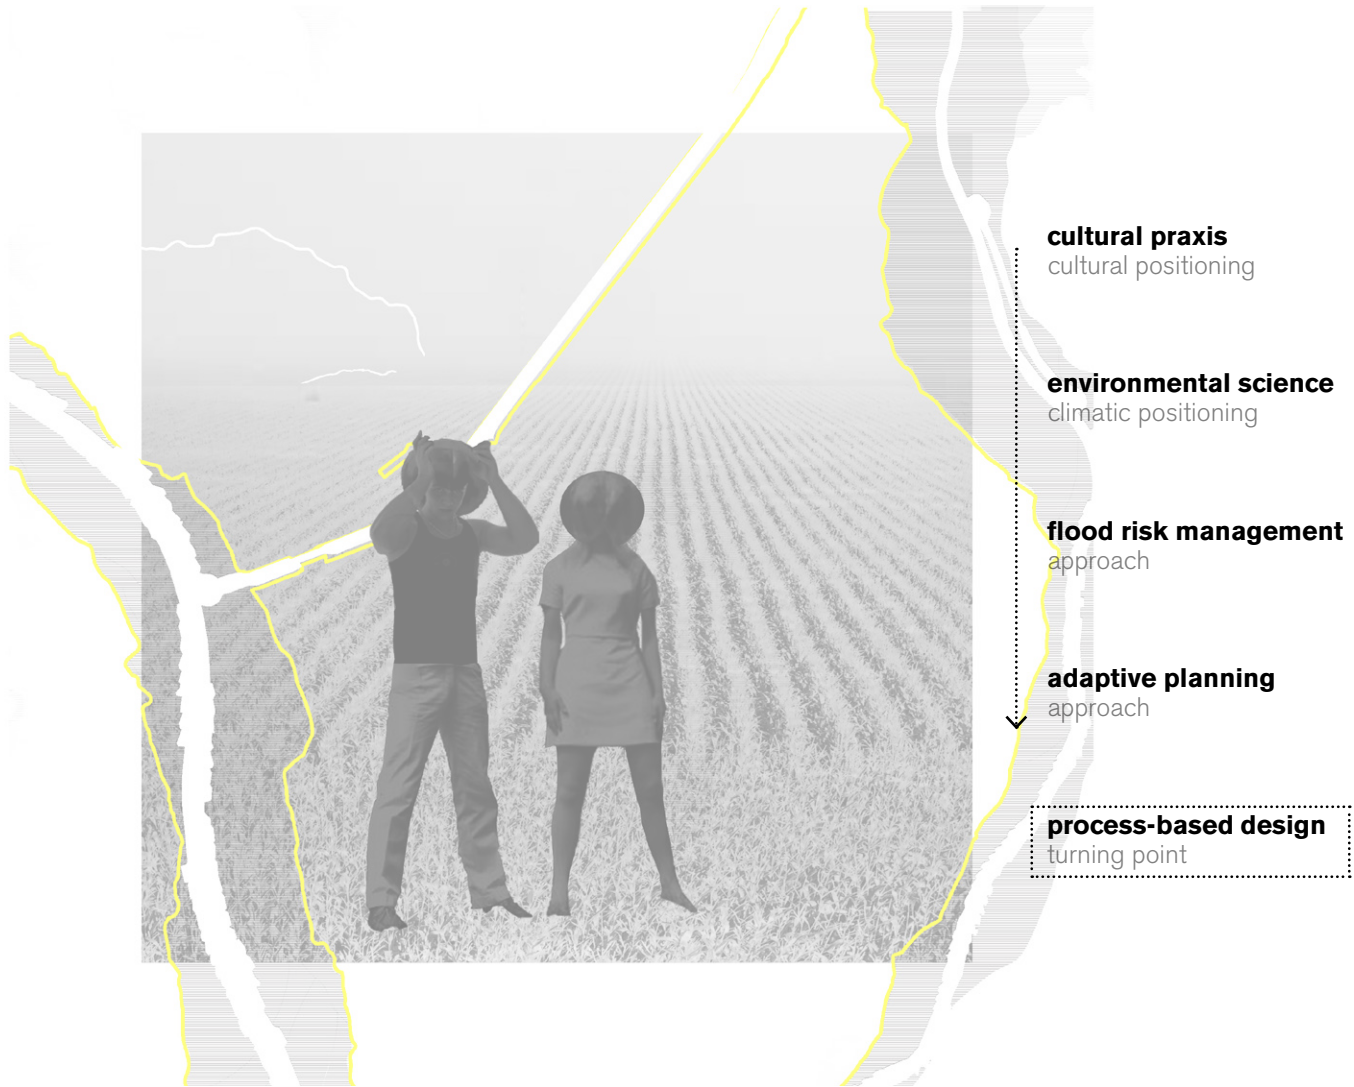 cultural praxis
cultural positioning
environmental science
climatic positioning
flood risk management
approach
adaptive planning
approach
process-based design
turning point